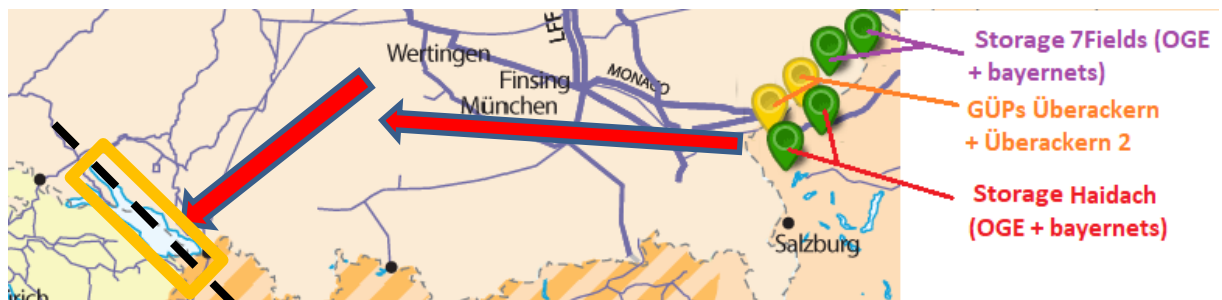 LFF
Wertingen
Finsing
MONACO
München
Salzburg
Storage 7Fields (OGE
+ bayernets)
GÜPs Überackern
+ Überackern 2
Storage Haidach
(OGE + bayernets)